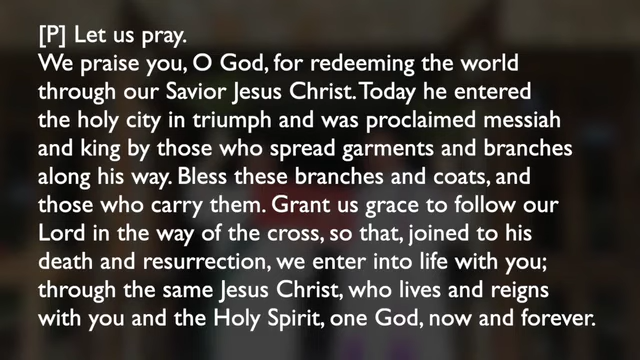 [P] Let us pray.
We praise you, O God, for redeeming the world
through our Savior Jesus Christ. Today he entered
the holy city in triumph and was proclaimed messiah
and king by those who spread garments and branches
along his way. Bless these branches and coats, and
those who carry them. Grant us grace to follow our
Lord in the way of the cross, so that, joined to his
death and resurrection, we enter into life with you;
through the same Jesus Christ, who lives and reigns
with you and the Holy Spirit, one God, now and forever.